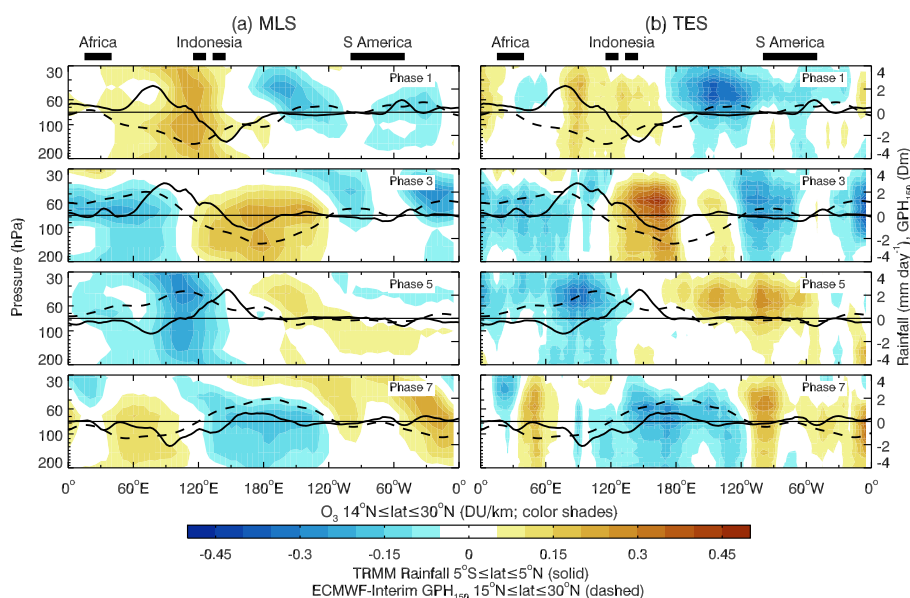 (a) MLS
(b) TES
Africa Indonesia S America
Africa Indonesia S America
30 Phase 1 Phase 1 4
60 2
100 0
-2
200 -4
30 Phase 3 Phase 3 4
60 2
100 0
-2
200 -4
30 Phase 5 Phase 5 4
60 2
100 0
-2
200 -4
30 Phase 7 Phase 7 4
60 2
100 0
-2
200 -4
Pressure (hPa)
Rainfall (mm day⁻¹), GPH₁₅₀ (Dm)
0° 60°E 120°E 180°E 120°W 60°W 0°
0° 60°E 120°E 180°E 120°W 60°W 0°
O₃ 14°N≤lat≤30°N (DU/km; color shades)
-0.45 -0.3 -0.15 0 0.15 0.3 0.45
TRMM Rainfall 5°S≤lat≤5°N (solid)
ECMWF-Interim GPH₁₅₀ 15°N≤lat≤30°N (dashed)